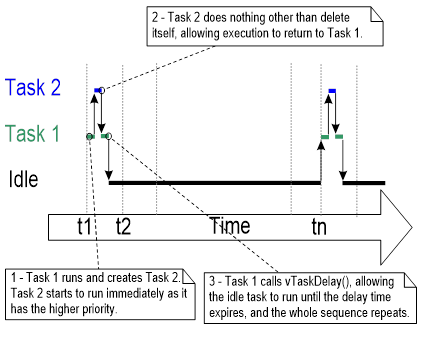 2 - Task 2 does nothing other than delete
itself, allowing execution to return to Task 1.
Task 2
Task 1
Idle
t1
t2
Time
tn
1 - Task 1 runs and creates Task 2.
Task 2 starts to run immediately as it
has the higher priority.
3 - Task 1 calls vTaskDelay(), allowing
the idle task to run until the delay time
expires, and the whole sequence repeats.